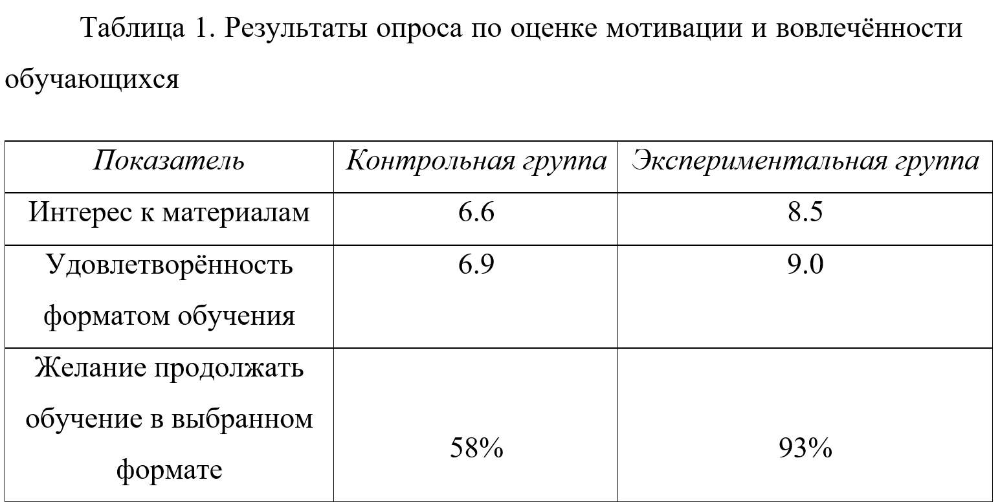 Таблица 1. Результаты опроса по оценке мотивации и вовлечённости
обучающихся
Показатель Контрольная группа Экспериментальная группа
Интерес к материалам 6.6 8.5
Удовлетворённость 6.9 9.0
форматом обучения
Желание продолжать
обучение в выбранном
58% 93%
формате